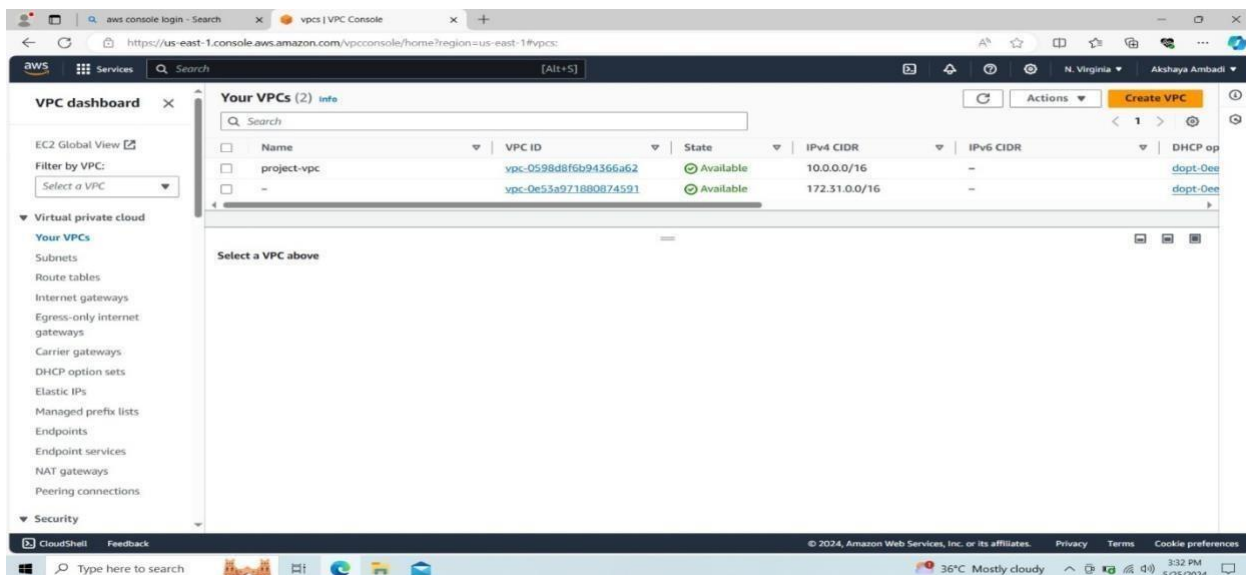 aws console login - Search
vpcs | VPC Console
https://us-east-1.console.aws.amazon.com/vpcconsole/home?region=us-east-1#vpcs:
aws Services Search [Alt+S] N. Virginia Akshaya Ambadi
VPC dashboard
EC2 Global View
Filter by VPC:
Select a VPC
Virtual private cloud
Your VPCs
Subnets
Route tables
Internet gateways
Egress-only internet
gateways
Carrier gateways
DHCP option sets
Elastic IPs
Managed prefix lists
Endpoints
Endpoint services
NAT gateways
Peering connections
Security
Your VPCs (2) Info
Actions Create VPC
Search
1
Name VPC ID State IPv4 CIDR IPv6 CIDR DHCP op
project-vpc vpc-0598d8f6b94366a62 Available 10.0.0.0/16 – dopt-0ee
– vpc-0e53a971880874591 Available 172.31.0.0/16 – dopt-0ee
Select a VPC above
CloudShell Feedback © 2024, Amazon Web Services, Inc. or its affiliates. Privacy Terms Cookie preferences
Type here to search 36°C Mostly cloudy 3:32 PM
5/25/2024